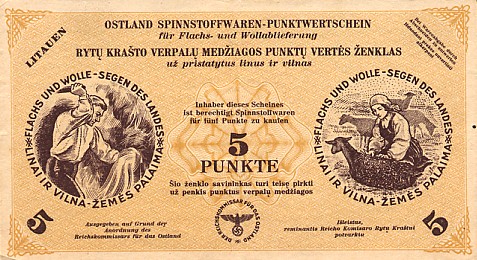 OSTLAND SPINNSTOFFWAREN-PUNKTWERTSCHEIN
für Flachs- und Wollablieferung
RYTŲ KRAŠTO VERPALŲ MEDŽIAGOS PUNKTŲ VERTĖS ŽENKLAS
už pristatytus linus ir vilnas
LITAUEN
FLACHS UND WOLLE - SEGEN DES LANDES
LINAI IR VILNA - ŽEMĖS PALAIMA
Inhaber dieses Scheines
ist berechtigt Spinnstoffwaren
für fünf Punkte zu kaufen
5
PUNKTE
Šio ženklo savininkas turi teisę pirkti
už penkis punktus verpalų medžiagos
FLACHS UND WOLLE - SEGEN DES LANDES
LINAI IR VILNA - ŽEMĖS PALAIMA
5
Ausgegeben auf Grund der
Anordnung des
Reichskommissars für das Ostland
DER REICHSKOMMISSAR FÜR DAS OSTLAND
Išleistas,
remiantis Reicho Komisaro Rytų Kraštui
potvarkiu
5